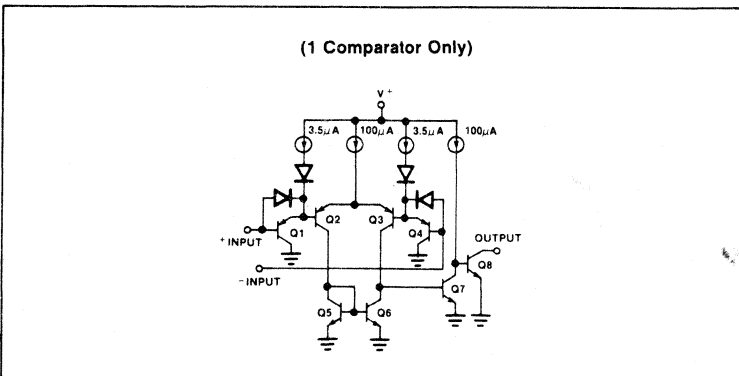 (1 Comparator Only)
V+
3.5μA 100μA 3.5μA 100μA
Q2 Q3
+INPUT Q1 Q4 OUTPUT
Q8
-INPUT Q7
Q5 Q6